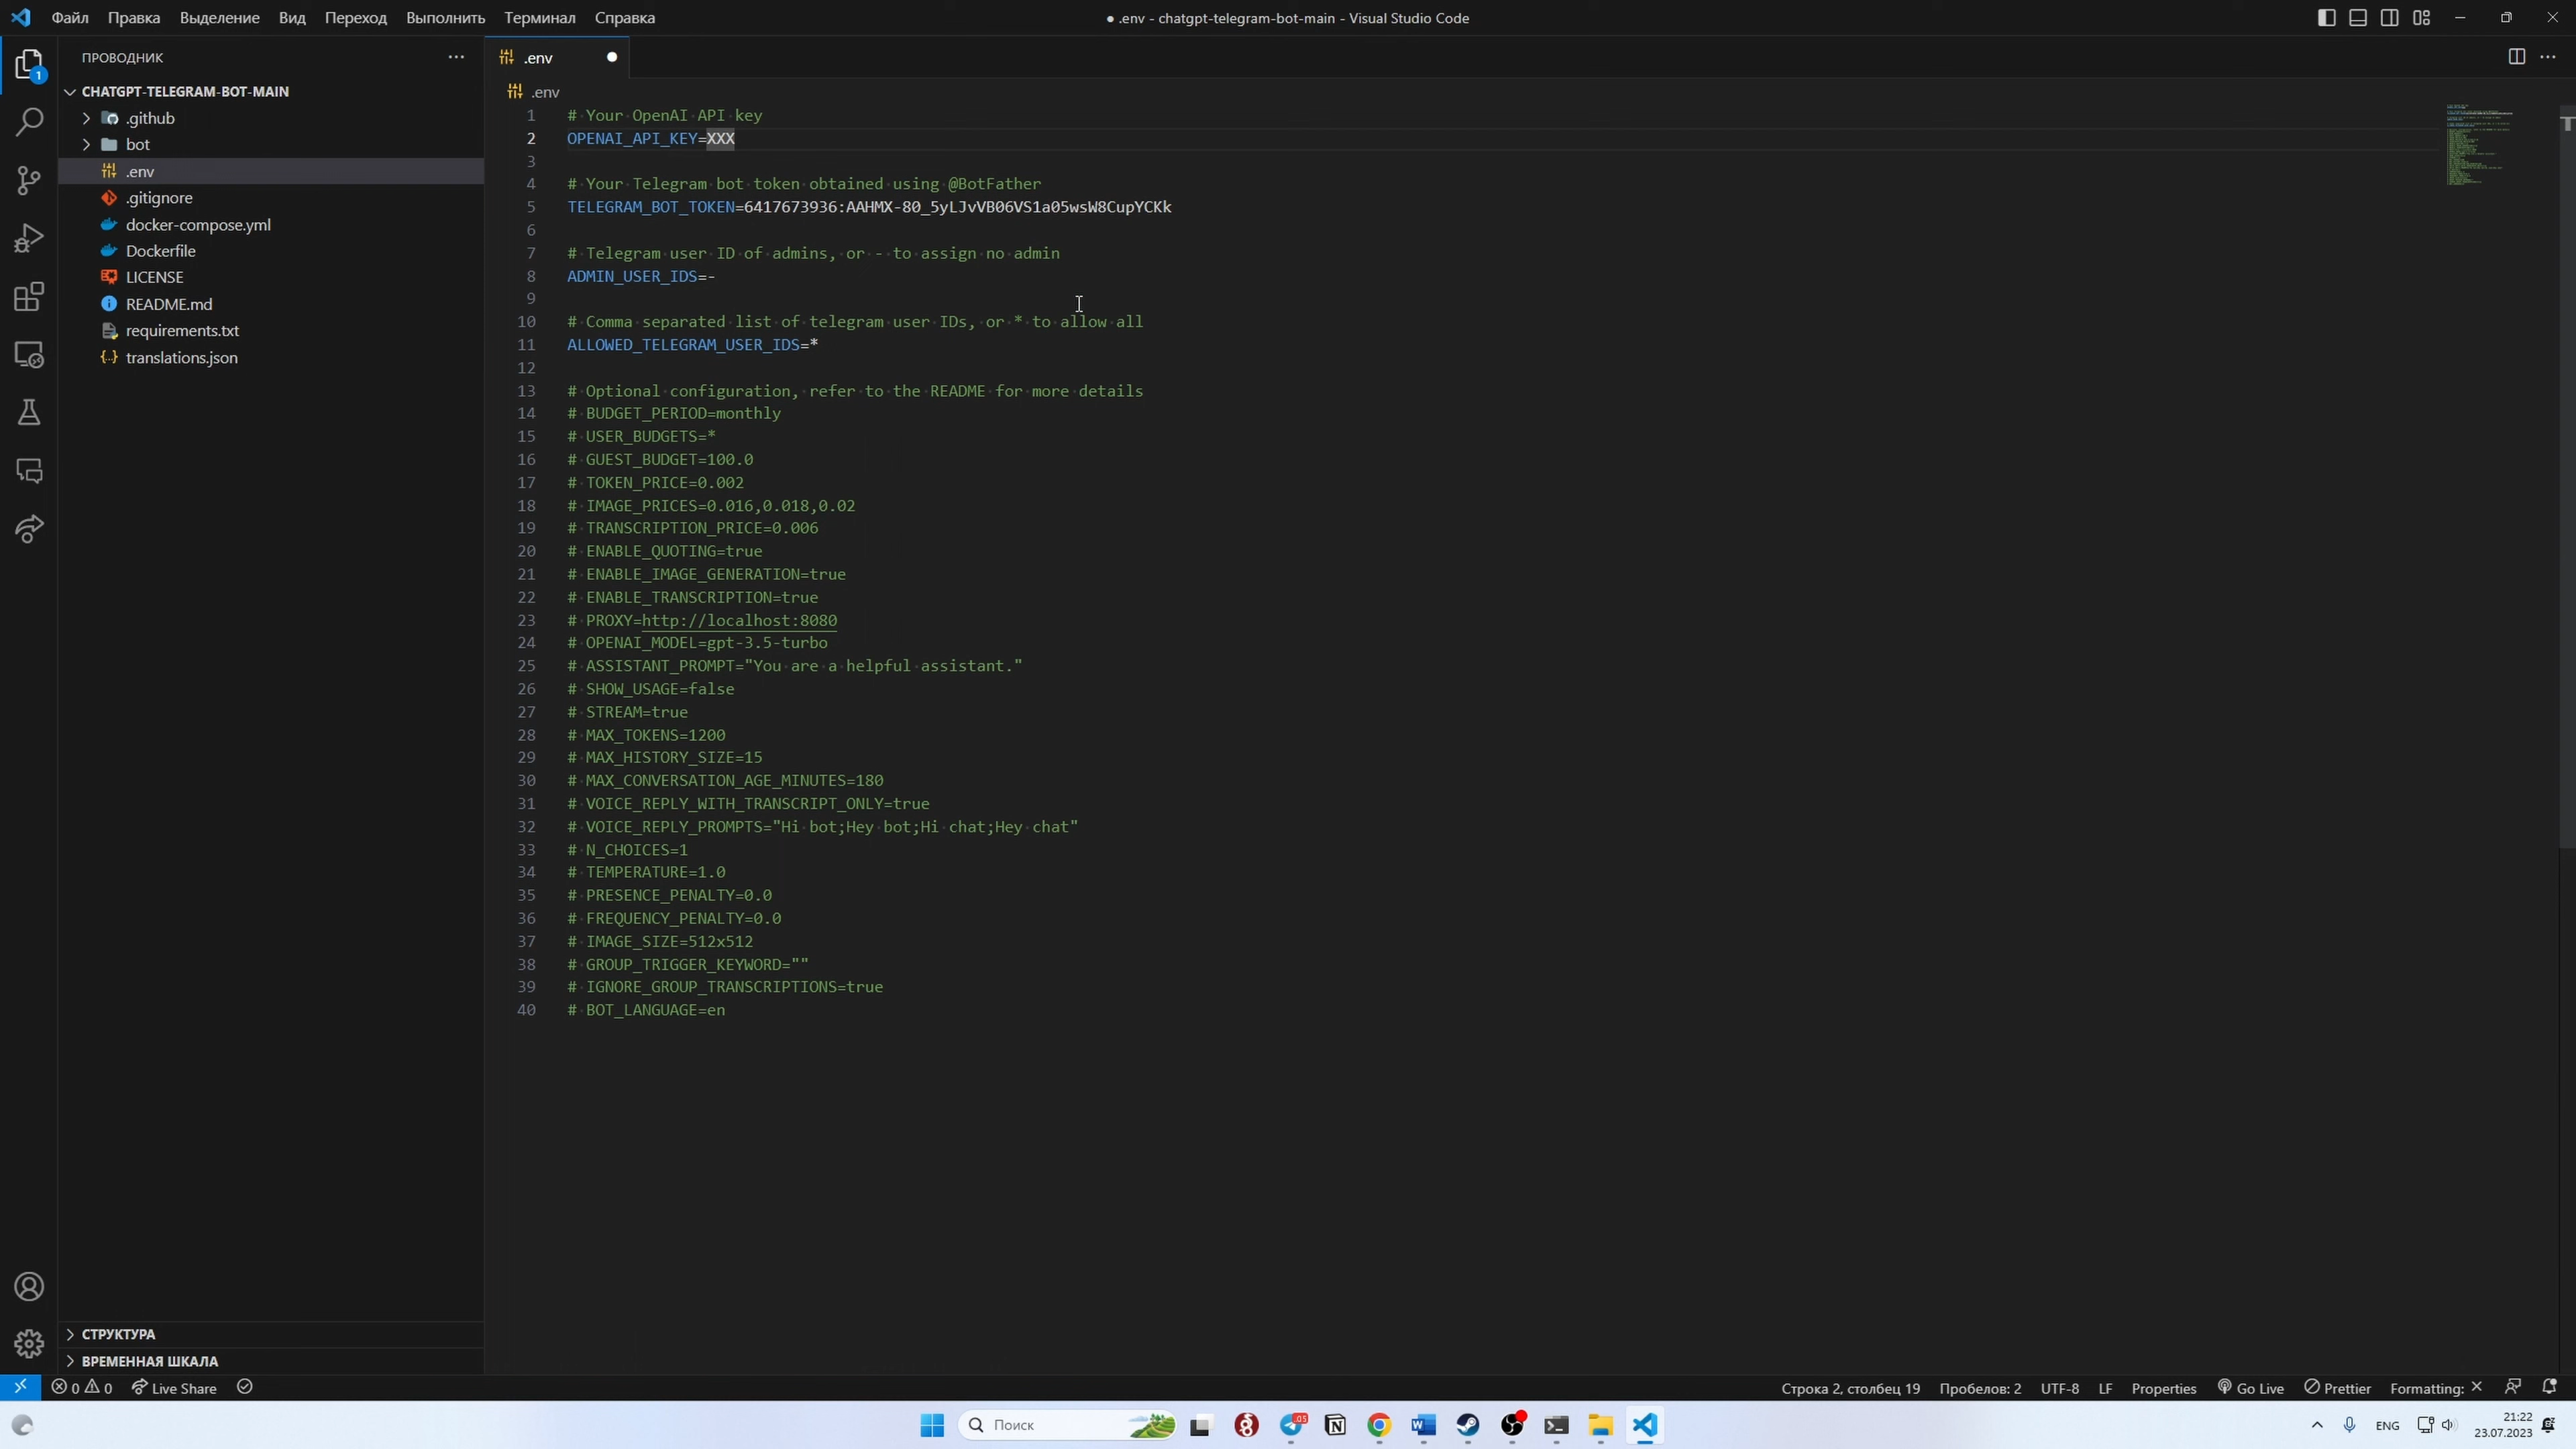 Файл Правка Выделение Вид Переход Выполнить Терминал Справка
● .env - chatgpt-telegram-bot-main - Visual Studio Code
ПРОВОДНИК
.env
CHATGPT-TELEGRAM-BOT-MAIN
.github
bot
.env
.gitignore
docker-compose.yml
Dockerfile
LICENSE
README.md
requirements.txt
translations.json
СТРУКТУРА
ВРЕМЕННАЯ ШКАЛА
.env
1 # Your OpenAI API key
2 OPENAI_API_KEY=XXX
3
4 # Your Telegram bot token obtained using @BotFather
5 TELEGRAM_BOT_TOKEN=6417673936:AAHMX-80_5yLJvVB06VS1a05wsW8CupYCKk
6
7 # Telegram user ID of admins, or - to assign no admin
8 ADMIN_USER_IDS=-
9
10 # Comma separated list of telegram user IDs, or * to allow all
11 ALLOWED_TELEGRAM_USER_IDS=*
12
13 # Optional configuration, refer to the README for more details
14 # BUDGET_PERIOD=monthly
15 # USER_BUDGETS=*
16 # GUEST_BUDGET=100.0
17 # TOKEN_PRICE=0.002
18 # IMAGE_PRICES=0.016,0.018,0.02
19 # TRANSCRIPTION_PRICE=0.006
20 # ENABLE_QUOTING=true
21 # ENABLE_IMAGE_GENERATION=true
22 # ENABLE_TRANSCRIPTION=true
23 # PROXY=http://localhost:8080
24 # OPENAI_MODEL=gpt-3.5-turbo
25 # ASSISTANT_PROMPT="You are a helpful assistant."
26 # SHOW_USAGE=false
27 # STREAM=true
28 # MAX_TOKENS=1200
29 # MAX_HISTORY_SIZE=15
30 # MAX_CONVERSATION_AGE_MINUTES=180
31 # VOICE_REPLY_WITH_TRANSCRIPT_ONLY=true
32 # VOICE_REPLY_PROMPTS="Hi bot;Hey bot;Hi chat;Hey chat"
33 # N_CHOICES=1
34 # TEMPERATURE=1.0
35 # PRESENCE_PENALTY=0.0
36 # FREQUENCY_PENALTY=0.0
37 # IMAGE_SIZE=512x512
38 # GROUP_TRIGGER_KEYWORD=""
39 # IGNORE_GROUP_TRANSCRIPTIONS=true
40 # BOT_LANGUAGE=en
0 0 Live Share
Строка 2, столбец 19 Пробелов: 2 UTF-8 LF Properties Go Live Prettier Formatting: ✕
Поиск
ENG
21:22
23.07.2023